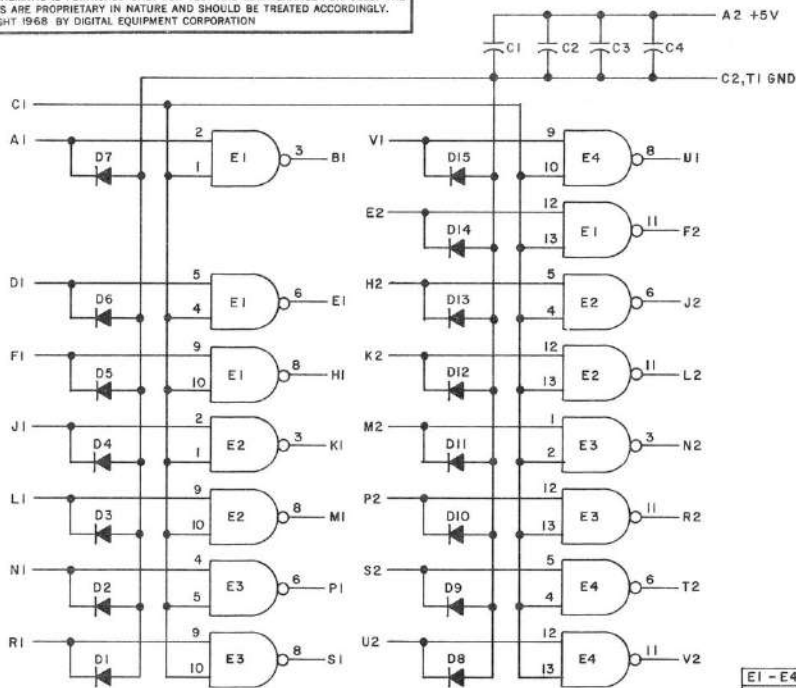 S ARE PROPRIETARY IN NATURE AND SHOULD BE TREATED ACCORDINGLY.
GHT 1968 BY DIGITAL EQUIPMENT CORPORATION
A2 +5V
C1 C2 C3 C4
C2,T1 GND
C1
A1 2 E1 3 B1 V1 9 E4 8 U1
D7 1 D15 10
E2 12 E1 11 F2
D14 13
D1 5 E1 6 E1 H2 5 E2 6 J2
D6 4 D13 4
F1 9 E1 8 H1 K2 12 E2 11 L2
D5 10 D12 13
J1 2 E2 3 K1 M2 1 E3 3 N2
D4 1 D11 2
L1 9 E2 8 M1 P2 12 E3 11 R2
D3 10 D10 13
N1 4 E3 6 P1 S2 5 E4 6 T2
D2 5 D9 4
R1 9 E3 8 S1 U2 12 E4 11 V2
D1 10 D8 13
E1 - E4